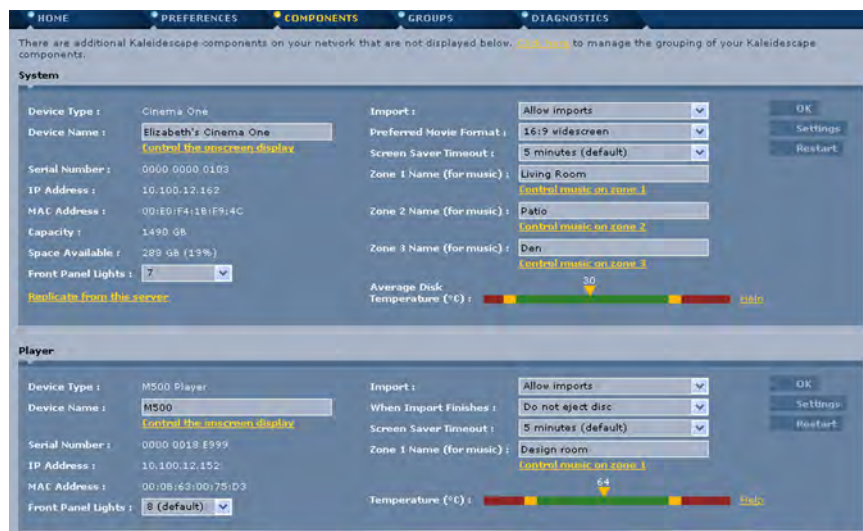 HOME PREFERENCES COMPONENTS GROUPS DIAGNOSTICS
There are additional Kaleidescape components on your network that are not displayed below. Click here to manage the grouping of your Kaleidescape
components.
System
Device Type : Cinema One
Device Name : Elizabeth's Cinema One
Control the onscreen display
Serial Number : 0000 0000 0103
IP Address : 10.100.12.162
MAC Address : 00:E0:F4:1B:F9:4C
Capacity : 1490 GB
Space Available : 289 GB (19%)
Front Panel Lights : 7
Replicate from this server
Import : Allow imports
Preferred Movie Format : 16:9 widescreen
Screen Saver Timeout : 5 minutes (default)
Zone 1 Name (for music) : Living Room
Control music on zone 1
Zone 2 Name (for music) : Patio
Control music on zone 2
Zone 3 Name (for music) : Den
Control music on zone 3
Average Disk
Temperature (°C) : 30 Help
OK
Settings
Restart
Player
Device Type : M500 Player
Device Name : M500
Control the onscreen display
Serial Number : 0000 0018 E999
IP Address : 10.100.12.152
MAC Address : 00:08:63:00:75:D3
Front Panel Lights : 8 (default)
Import : Allow imports
When Import Finishes : Do not eject disc
Screen Saver Timeout : 5 minutes (default)
Zone 1 Name (for music) : Design room
Control music on zone 1
Temperature (°C) : 64 Help
OK
Settings
Restart